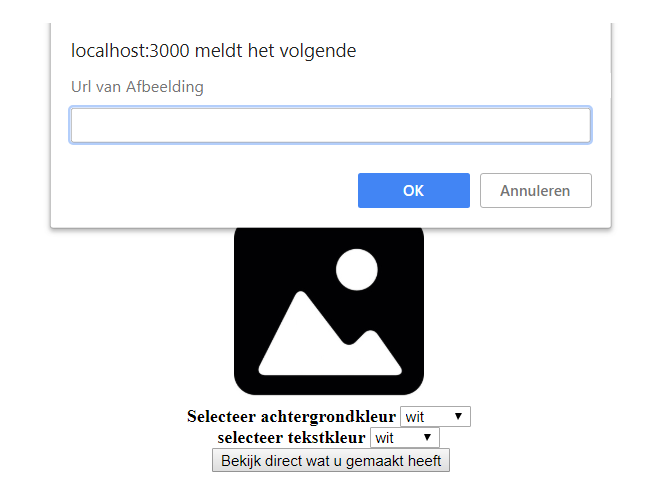 localhost:3000 meldt het volgende
Url van Afbeelding
OK Annuleren
Selecteer achtergrondkleur wit
selecteer tekstkleur wit
Bekijk direct wat u gemaakt heeft